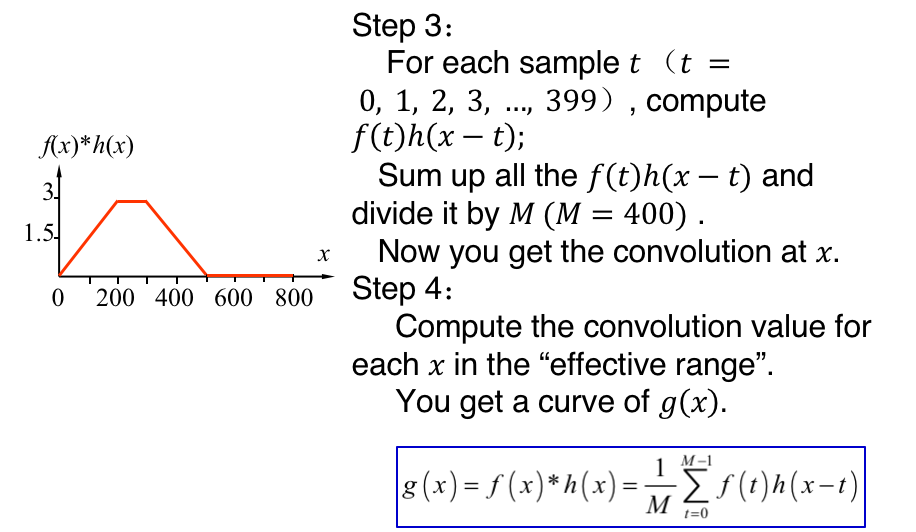 f(x)*h(x)
3
1.5
x
0 200 400 600 800
Step 3：
For each sample t （t =
0, 1, 2, 3, ..., 399）, compute
f(t)h(x − t);
Sum up all the f(t)h(x − t) and
divide it by M (M = 400) .
Now you get the convolution at x.
Step 4：
Compute the convolution value for
each x in the “effective range”.
You get a curve of g(x).
g(x) = f(x)*h(x) = \frac{1}{M} \sum_{t=0}^{M-1} f(t)h(x−t)